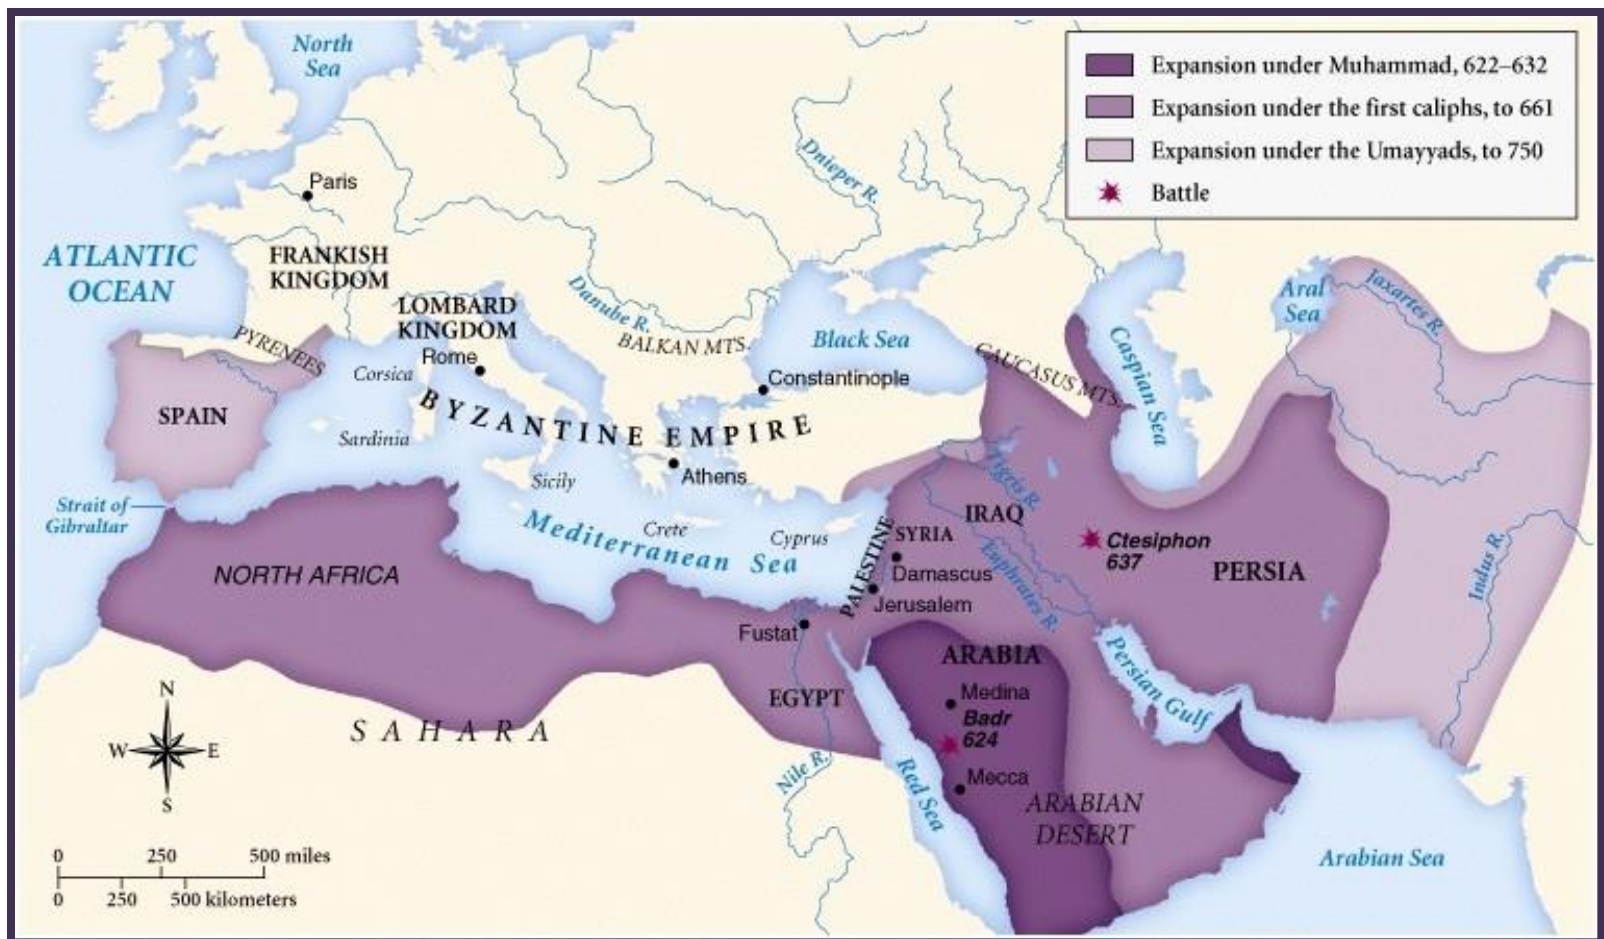 North
Sea
Expansion under Muhammad, 622–632
Expansion under the first caliphs, to 661
Expansion under the Umayyads, to 750
Battle
Dnieper R.
Paris
ATLANTIC
OCEAN
FRANKISH
KINGDOM
LOMBARD
KINGDOM
Danube R.
BALKAN MTS.
Black Sea
Aral
Sea
Jaxartes R.
PYRENEES
Rome
Corsica
Constantinople
CAUCASUS MTS.
Caspian Sea
SPAIN
BYZANTINE EMPIRE
Sardinia
Athens
Sicily
Strait of
Gibraltar
Mediterranean Sea
Crete
Cyprus
PALESTINE
SYRIA
IRAQ
Tigris R.
Euphrates R.
Ctesiphon
637
PERSIA
Indus R.
NORTH AFRICA
Damascus
Jerusalem
Fustat
ARABIA
EGYPT
Medina
Badr
624
Mecca
Persian Gulf
SAHARA
Nile R.
Red Sea
ARABIAN
DESERT
Arabian Sea
N
W
E
S
0 250 500 miles
0 250 500 kilometers